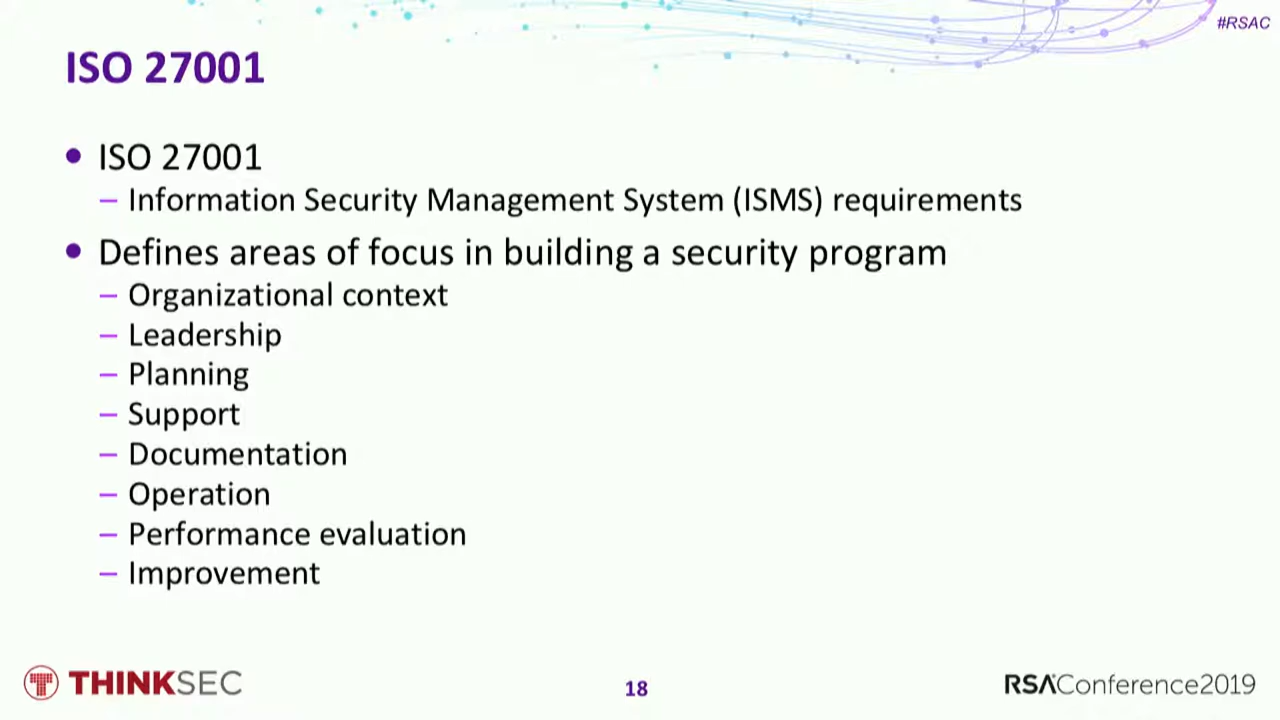 #RSAC
ISO 27001
• ISO 27001
– Information Security Management System (ISMS) requirements
• Defines areas of focus in building a security program
– Organizational context
– Leadership
– Planning
– Support
– Documentation
– Operation
– Performance evaluation
– Improvement
THINKSEC
18
RSAConference2019